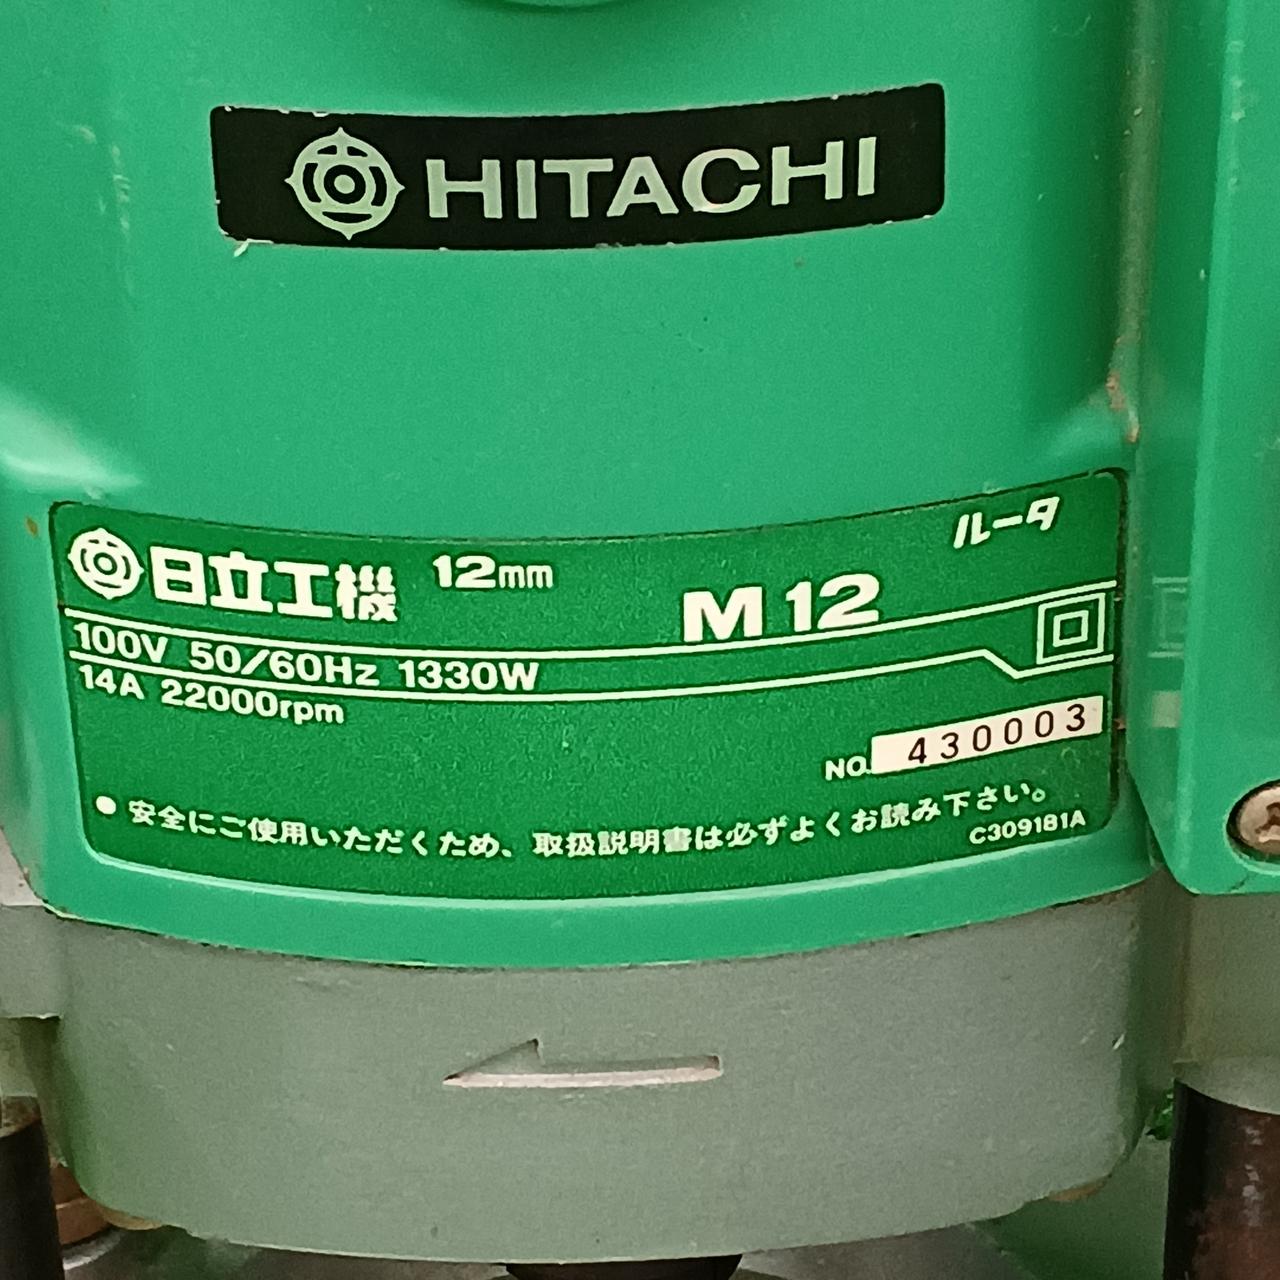 HITACHI
日立工機 12mm M12 ルータ
100V 50/60Hz 1330W
14A 22000rpm
NO. 430003
● 安全にご使用いただくため、取扱説明書は必ずよくお読み下さい。
C309181A